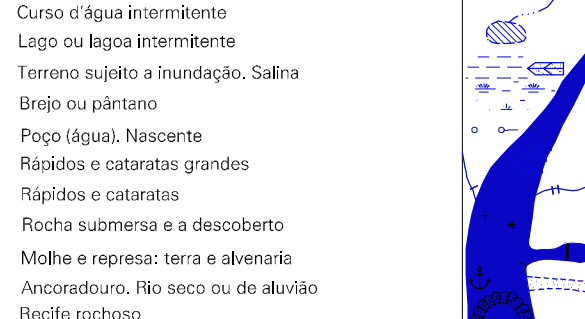 Curso d'água intermitente
Lago ou lagoa intermitente
Terreno sujeito a inundação. Salina
Brejo ou pântano
Poço (água). Nascente
Rápidos e cataratas grandes
Rápidos e cataratas
Rocha submersa e a descoberto
Molhe e represa: terra e alvenaria
Ancoradouro. Rio seco ou de aluvião
Recife rochoso